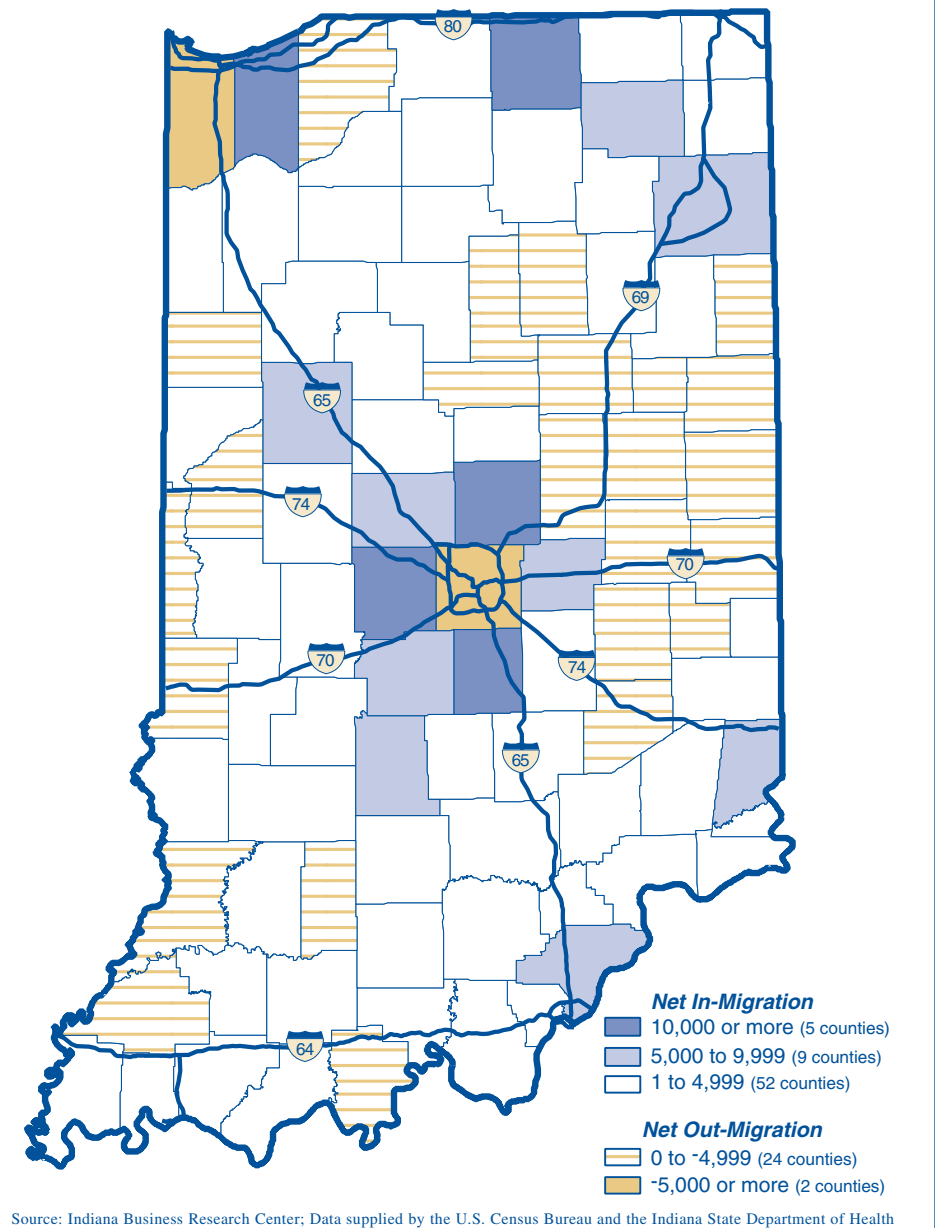 80
69
65
74
70
70
74
65
64
Net In-Migration
10,000 or more (5 counties)
5,000 to 9,999 (9 counties)
1 to 4,999 (52 counties)
Net Out-Migration
0 to -4,999 (24 counties)
-5,000 or more (2 counties)
Source: Indiana Business Research Center; Data supplied by the U.S. Census Bureau and the Indiana State Department of Health